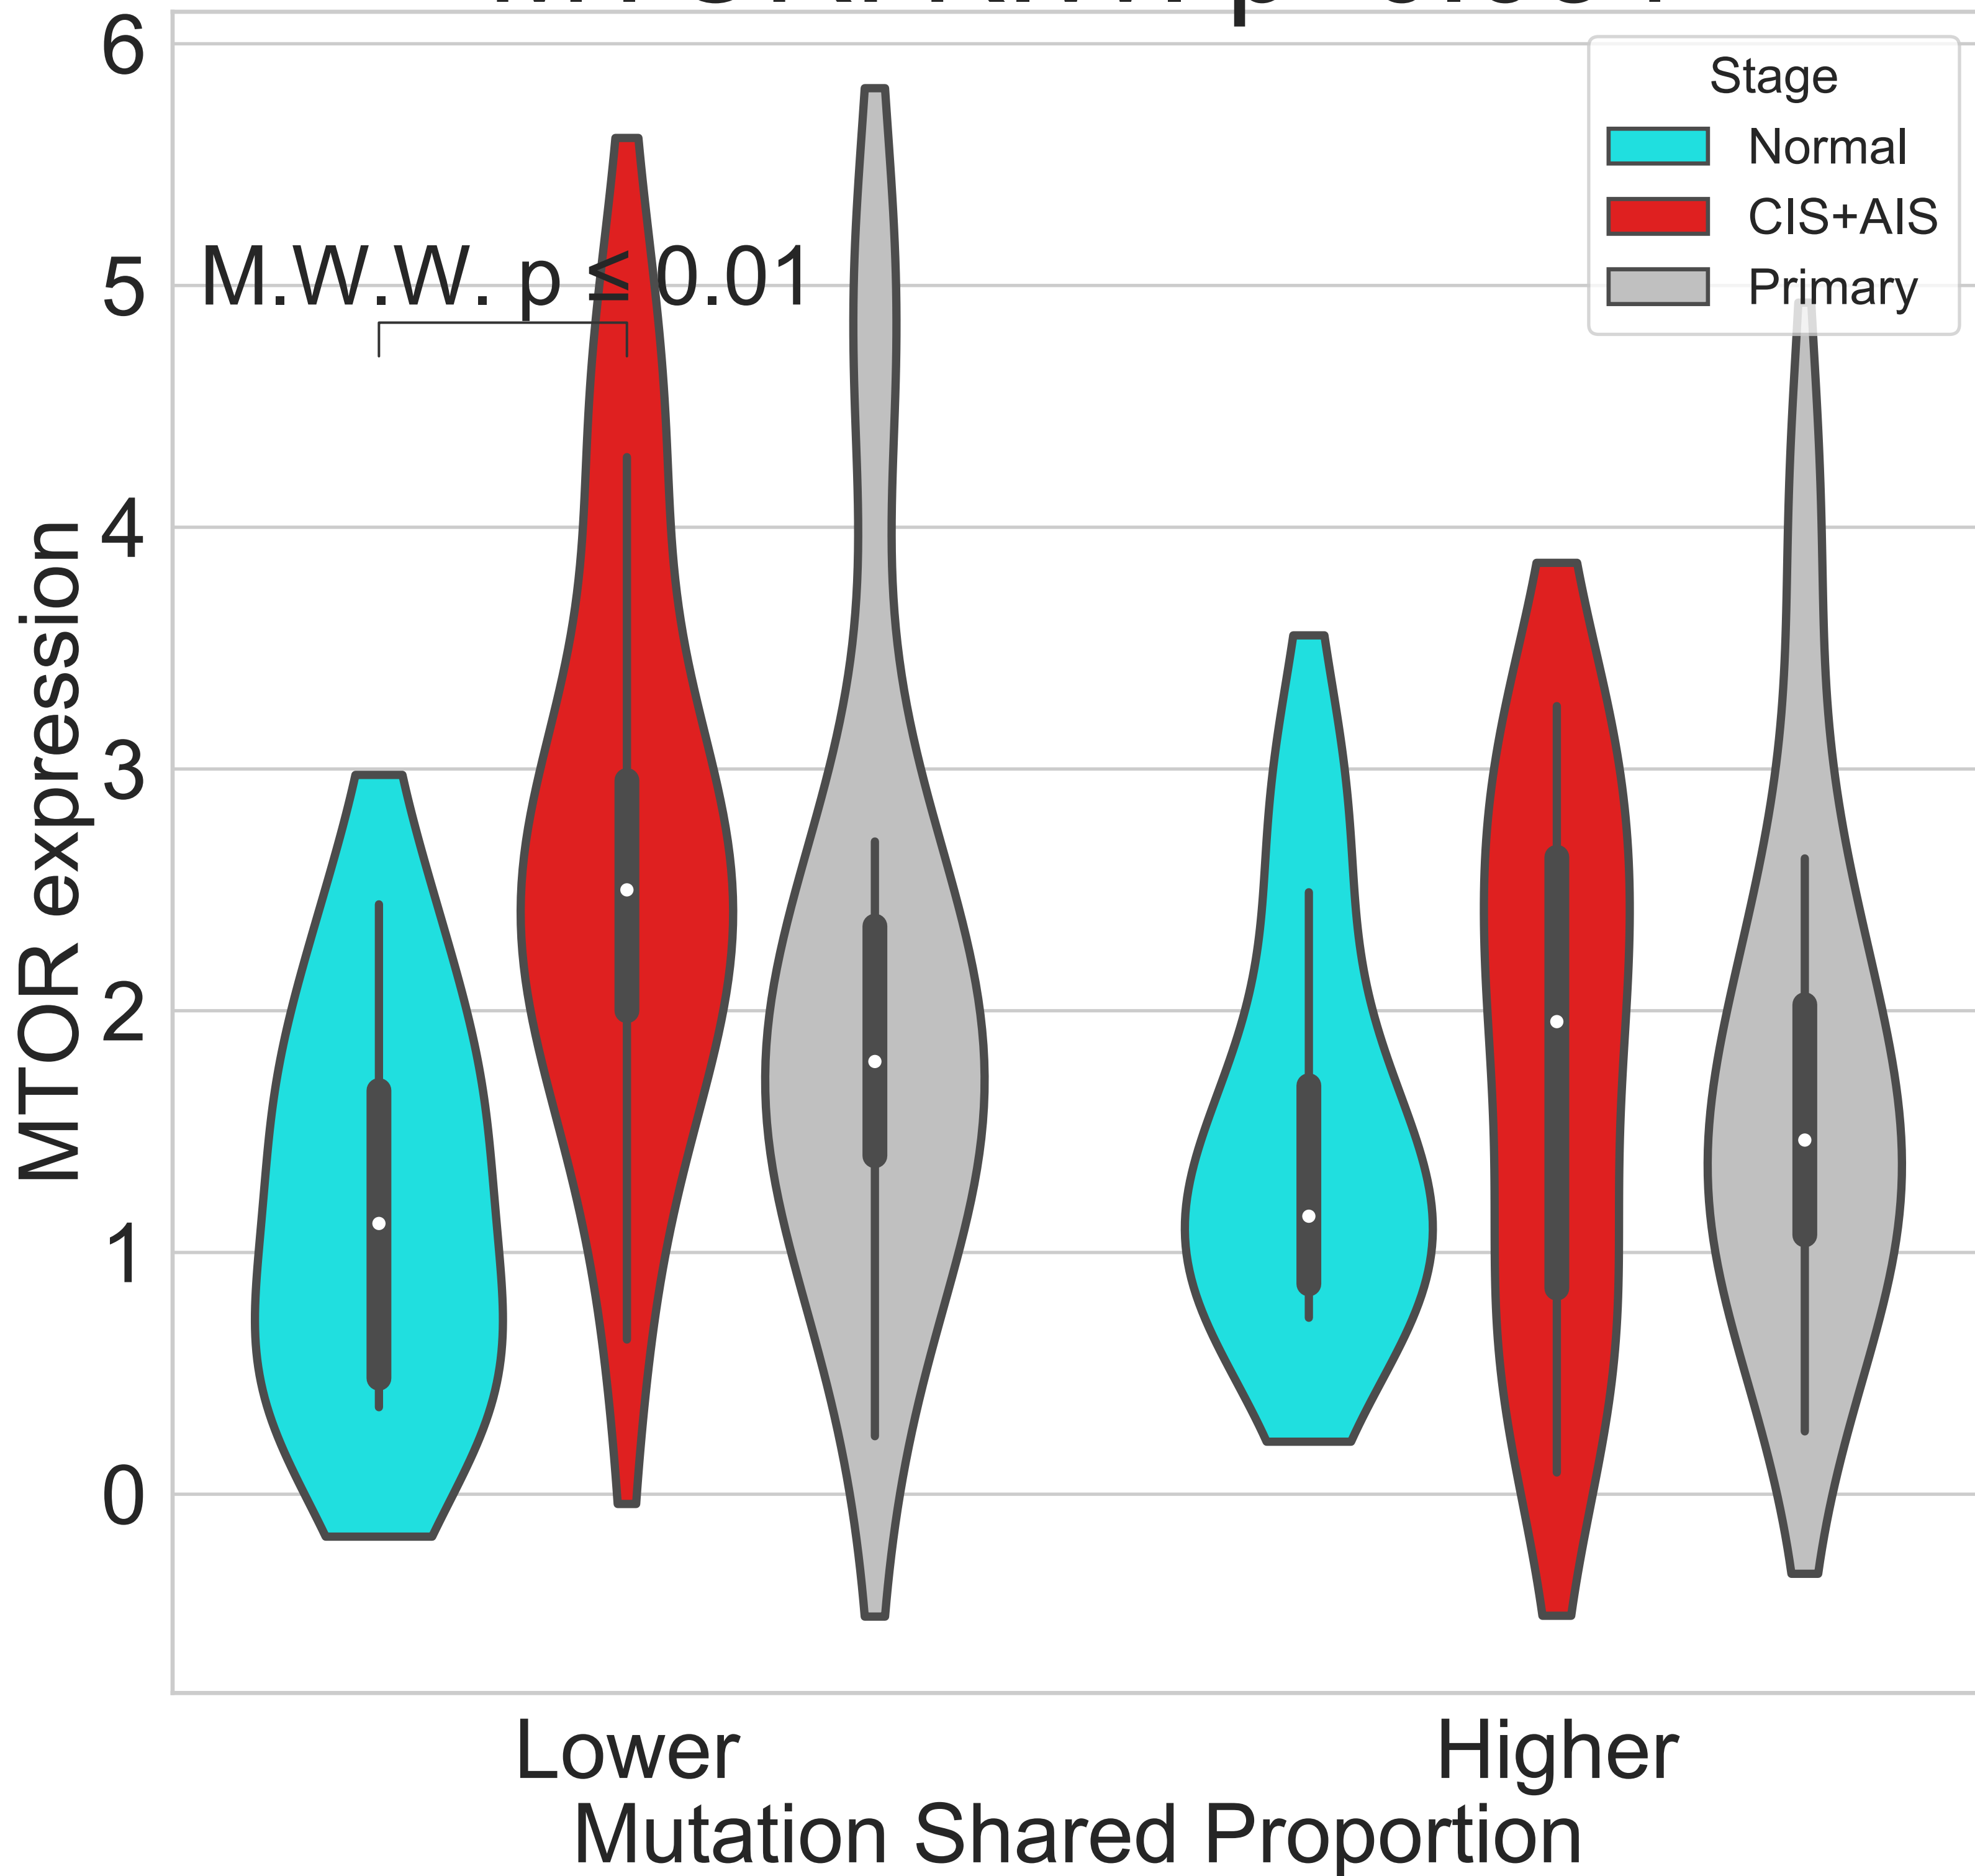 6
5
4
3
2
1
0
MTOR expression
M.W.W. p ≤ 0.01
Stage
Normal
CIS+AIS
Primary
Lower
Higher
Mutation Shared Proportion